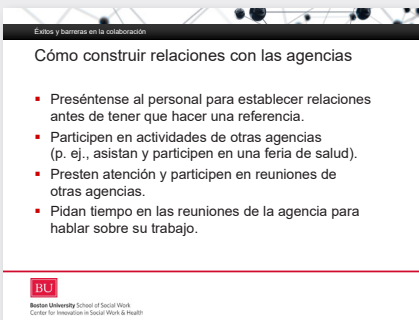 Éxitos y barreras en la colaboración
Cómo construir relaciones con las agencias
▪ Preséntense al personal para establecer relaciones
antes de tener que hacer una referencia.
▪ Participen en actividades de otras agencias
(p. ej., asistan y participen en una feria de salud).
▪ Presten atención y participen en reuniones de
otras agencias.
▪ Pidan tiempo en las reuniones de la agencia para
hablar sobre su trabajo.
BU
Boston University School of Social Work
Center for Innovation in Social Work & Health